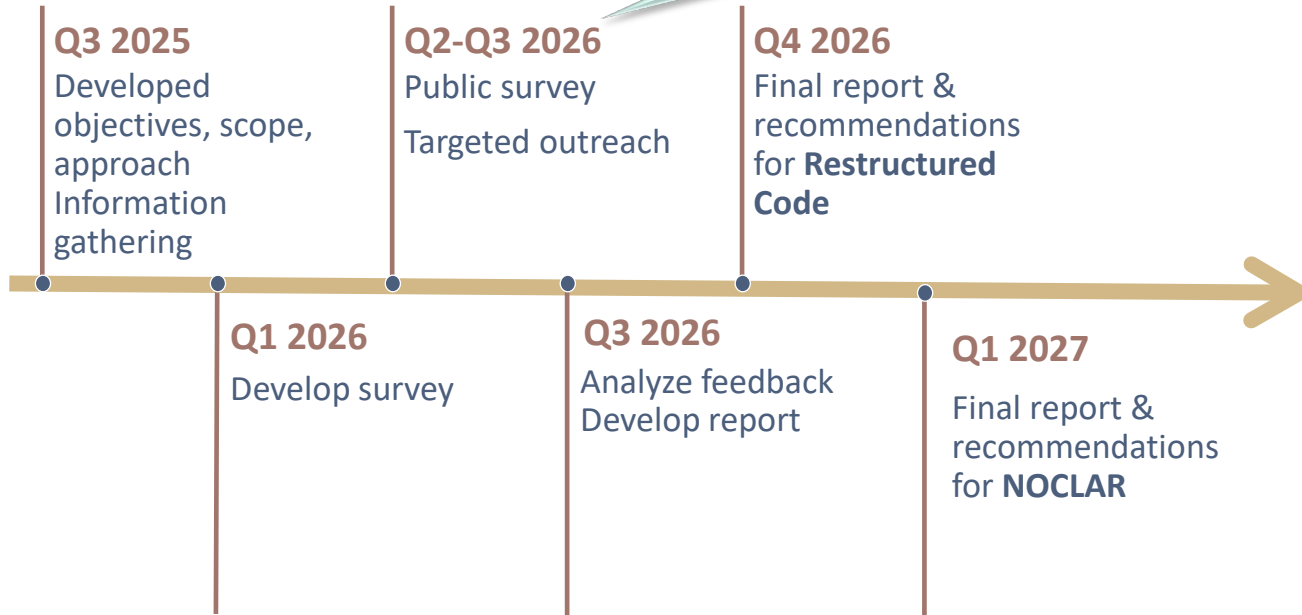 Q3 2025
Developed
objectives, scope,
approach
Information
gathering
Q2-Q3 2026
Public survey
Targeted outreach
Q4 2026
Final report &
recommendations
for Restructured
Code
Q1 2026
Develop survey
Q3 2026
Analyze feedback
Develop report
Q1 2027
Final report &
recommendations
for NOCLAR